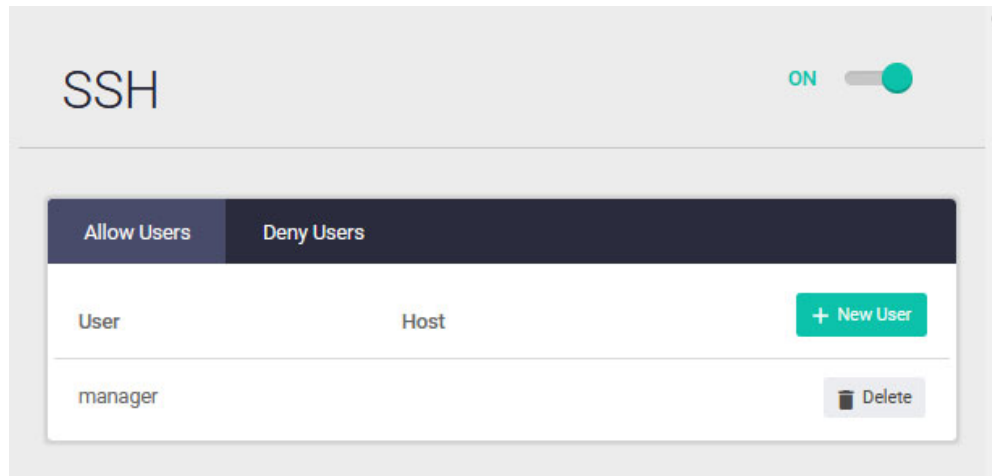 SSH ON
Allow Users Deny Users
User Host + New User
manager Delete